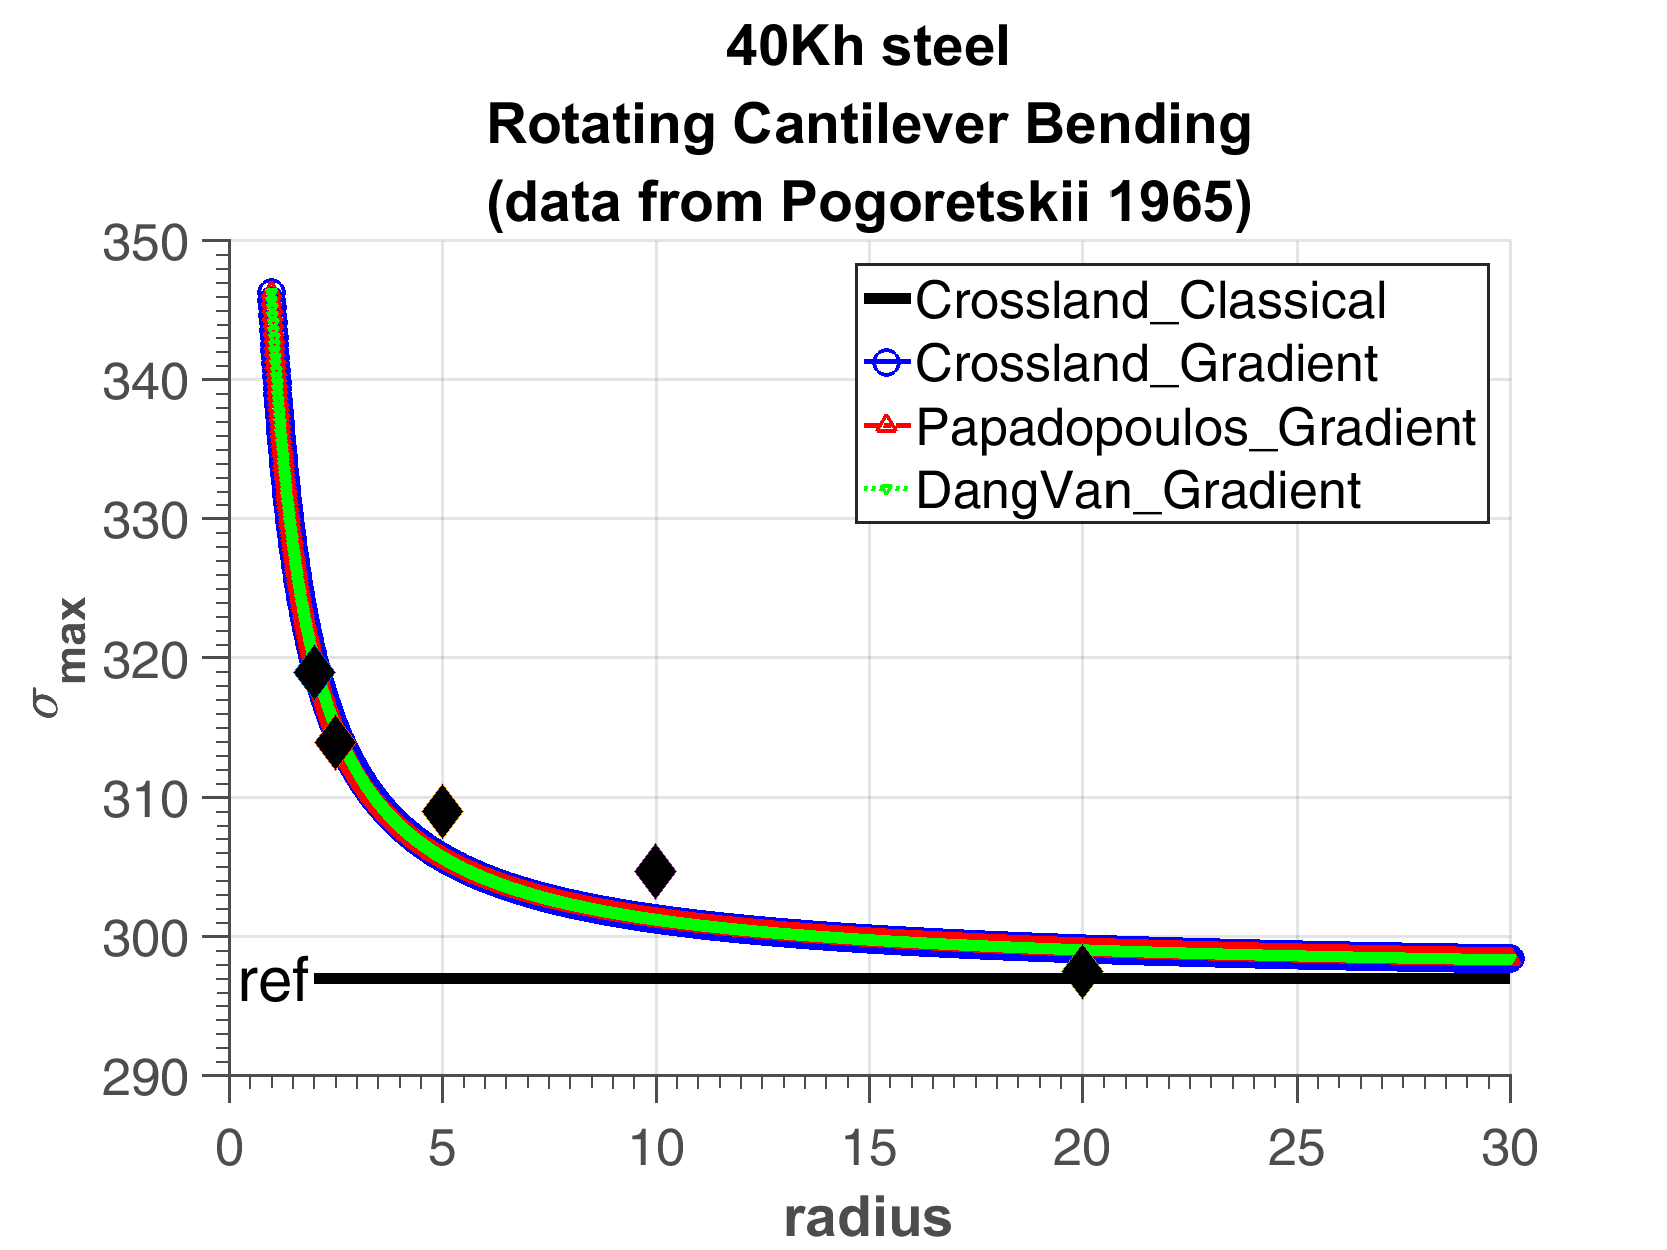 40Kh steel
Rotating Cantilever Bending
(data from Pogoretskii 1965)
350
340
330
320
310
300
290
σ max
Crossland_Classical
Crossland_Gradient
Papadopoulos_Gradient
DangVan_Gradient
ref
0 5 10 15 20 25 30
radius